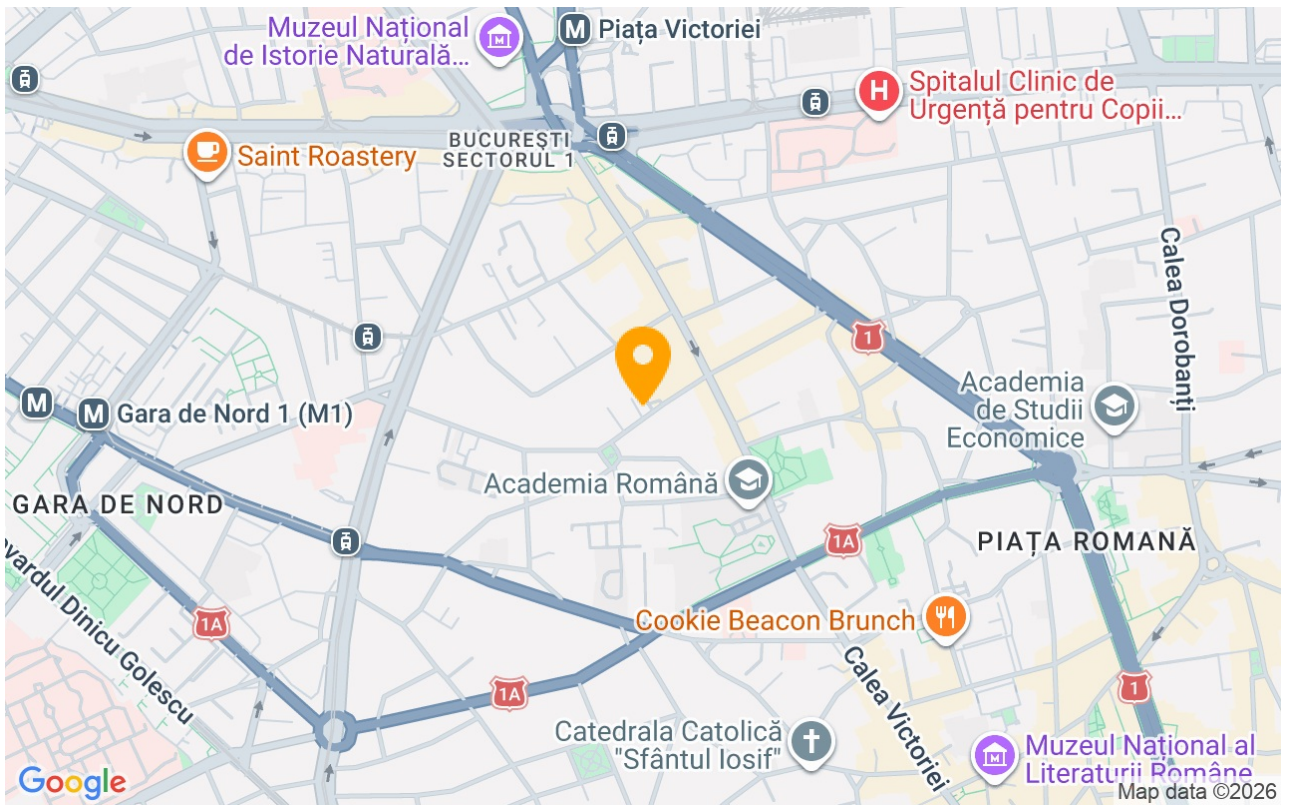 Muzeul Național
de Istorie Naturală...
M
Piața Victoriei
H
Spitalul Clinic de
Urgență pentru Copii...
BUCUREȘTI
SECTORUL 1
Saint Roastery
Calea Dorobanți
1
Academia
de Studii
Economice
M
M
Gara de Nord 1 (M1)
Academia Română
GARA DE NORD
1A
PIAȚA ROMANĂ
ovardul Dinicu Golescu
1A
Cookie Beacon Brunch
Calea Victoriei
1A
1
Catedrala Catolică
"Sfântul Iosif"
Muzeul Național al
Literaturii Române
Google
Map data ©2026